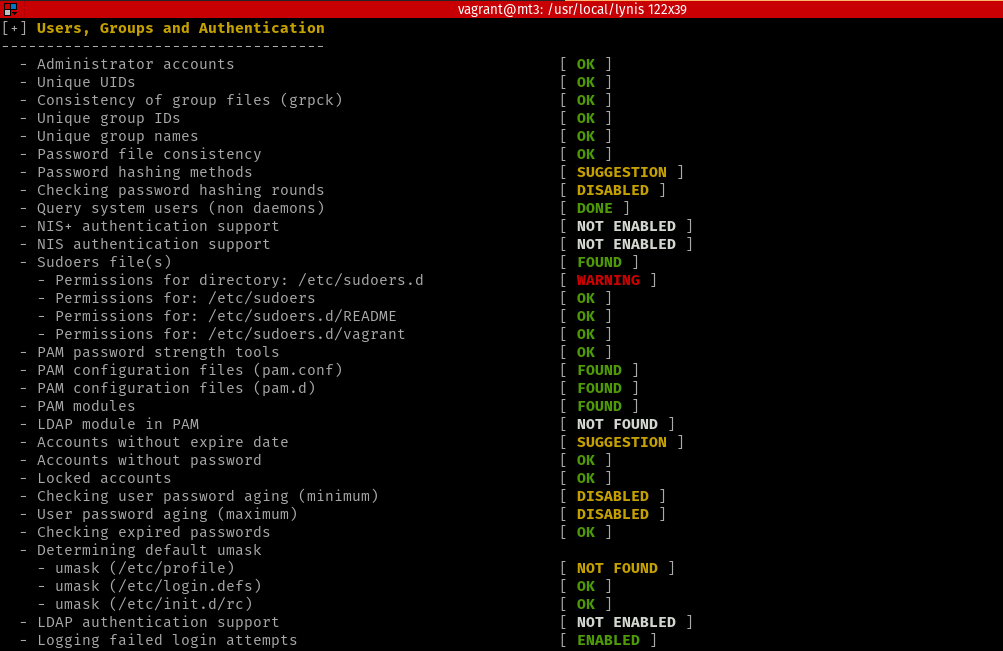 vagrant@mt3: /usr/local/lynis 122x39
[+] Users, Groups and Authentication
------------------------------------
  - Administrator accounts                                    [ OK ]
  - Unique UIDs                                               [ OK ]
  - Consistency of group files (grpck)                        [ OK ]
  - Unique group IDs                                          [ OK ]
  - Unique group names                                        [ OK ]
  - Password file consistency                                 [ OK ]
  - Password hashing methods                                  [ SUGGESTION ]
  - Checking password hashing rounds                          [ DISABLED ]
  - Query system users (non daemons)                          [ DONE ]
  - NIS+ authentication support                               [ NOT ENABLED ]
  - NIS authentication support                                [ NOT ENABLED ]
  - Sudoers file(s)                                           [ FOUND ]
    - Permissions for directory: /etc/sudoers.d               [ WARNING ]
    - Permissions for: /etc/sudoers                           [ OK ]
    - Permissions for: /etc/sudoers.d/README                  [ OK ]
    - Permissions for: /etc/sudoers.d/vagrant                 [ OK ]
  - PAM password strength tools                               [ OK ]
  - PAM configuration files (pam.conf)                        [ FOUND ]
  - PAM configuration files (pam.d)                           [ FOUND ]
  - PAM modules                                               [ FOUND ]
  - LDAP module in PAM                                        [ NOT FOUND ]
  - Accounts without expire date                              [ SUGGESTION ]
  - Accounts without password                                 [ OK ]
  - Locked accounts                                           [ OK ]
  - Checking user password aging (minimum)                    [ DISABLED ]
  - User password aging (maximum)                             [ DISABLED ]
  - Checking expired passwords                                [ OK ]
  - Determining default umask
    - umask (/etc/profile)                                    [ NOT FOUND ]
    - umask (/etc/login.defs)                                 [ OK ]
    - umask (/etc/init.d/rc)                                  [ OK ]
  - LDAP authentication support                               [ NOT ENABLED ]
  - Logging failed login attempts                             [ ENABLED ]